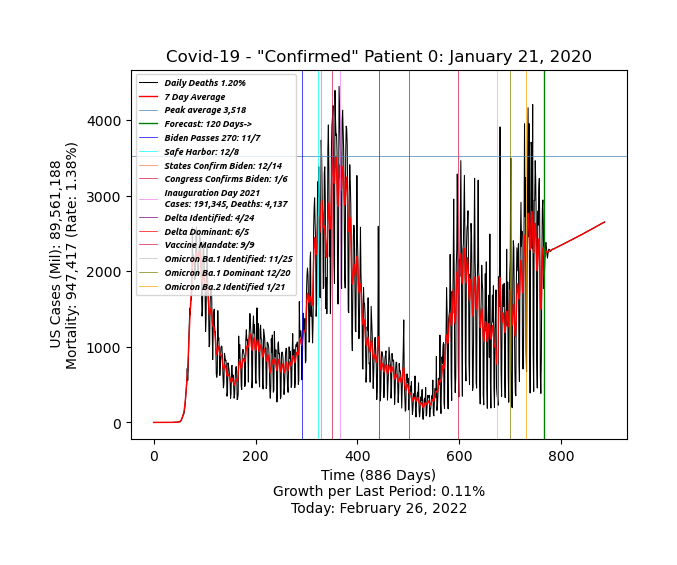 Covid-19 - "Confirmed" Patient 0: January 21, 2020
US Cases (Mil): 89,561,188
Mortality: 947,417 (Rate: 1.38%)
4000
3000
2000
1000
0
Daily Deaths 1.20%
7 Day Average
Peak average 3,518
Forecast: 120 Days->
Biden Passes 270: 11/7
Safe Harbor: 12/8
States Confirm Biden: 12/14
Congress Confirms Biden: 1/6
Inauguration Day 2021
Cases: 191,345, Deaths: 4,137
Delta Identified: 4/24
Delta Dominant: 6/5
Vaccine Mandate: 9/9
Omicron Ba.1 Identified: 11/25
Omicron Ba.1 Dominant 12/20
Omicron Ba.2 Identified 1/21
0 200 400 600 800
Time (886 Days)
Growth per Last Period: 0.11%
Today: February 26, 2022